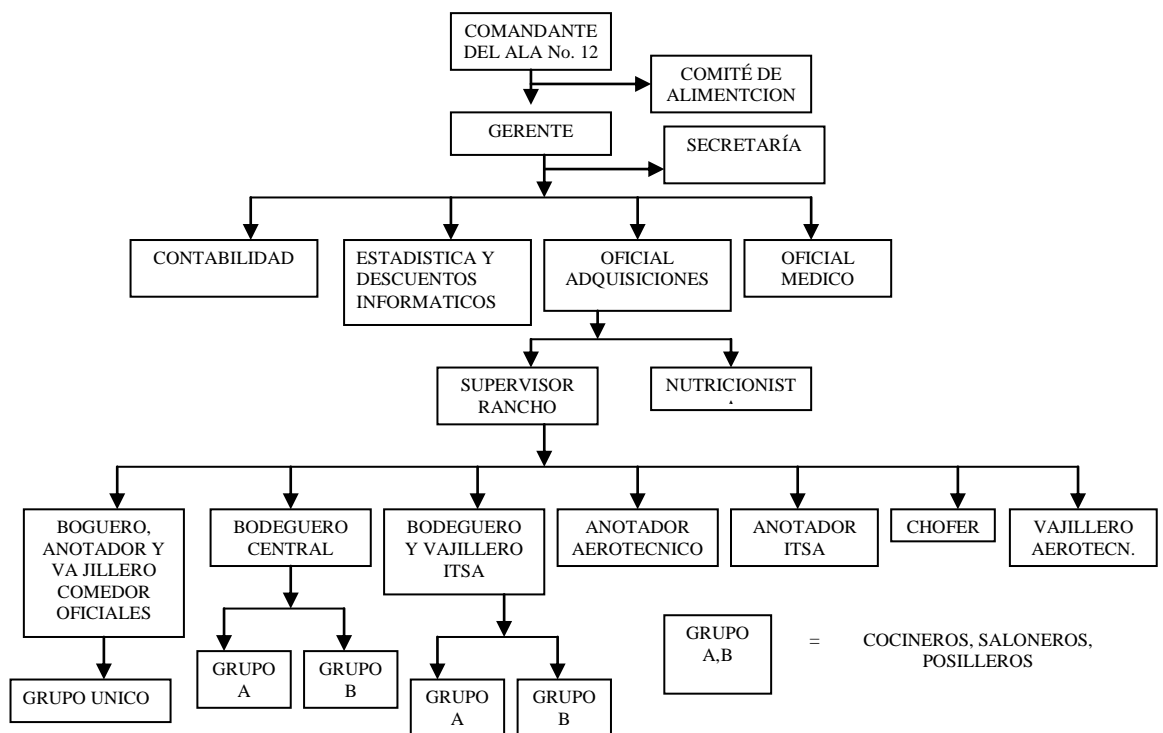 COMANDANTE
DEL ALA No. 12
COMITÉ DE
ALIMENTCION
GERENTE
SECRETARÍA
CONTABILIDAD
ESTADISTICA Y
DESCUENTOS
INFORMATICOS
OFICIAL
ADQUISICIONES
OFICIAL
MEDICO
SUPERVISOR
RANCHO
NUTRICIONIST
BOGUERO,
ANOTADOR Y
VA JILLERO
COMEDOR
OFICIALES
BODEGUERO
CENTRAL
BODEGUERO
Y VAJILLERO
ITSA
ANOTADOR
AEROTECNICO
ANOTADOR
ITSA
CHOFER
VAJILLERO
AEROTECN.
GRUPO UNICO
GRUPO
A
GRUPO
B
GRUPO
A
GRUPO
B
GRUPO
A,B
= COCINEROS, SALONEROS,
POSILLEROS